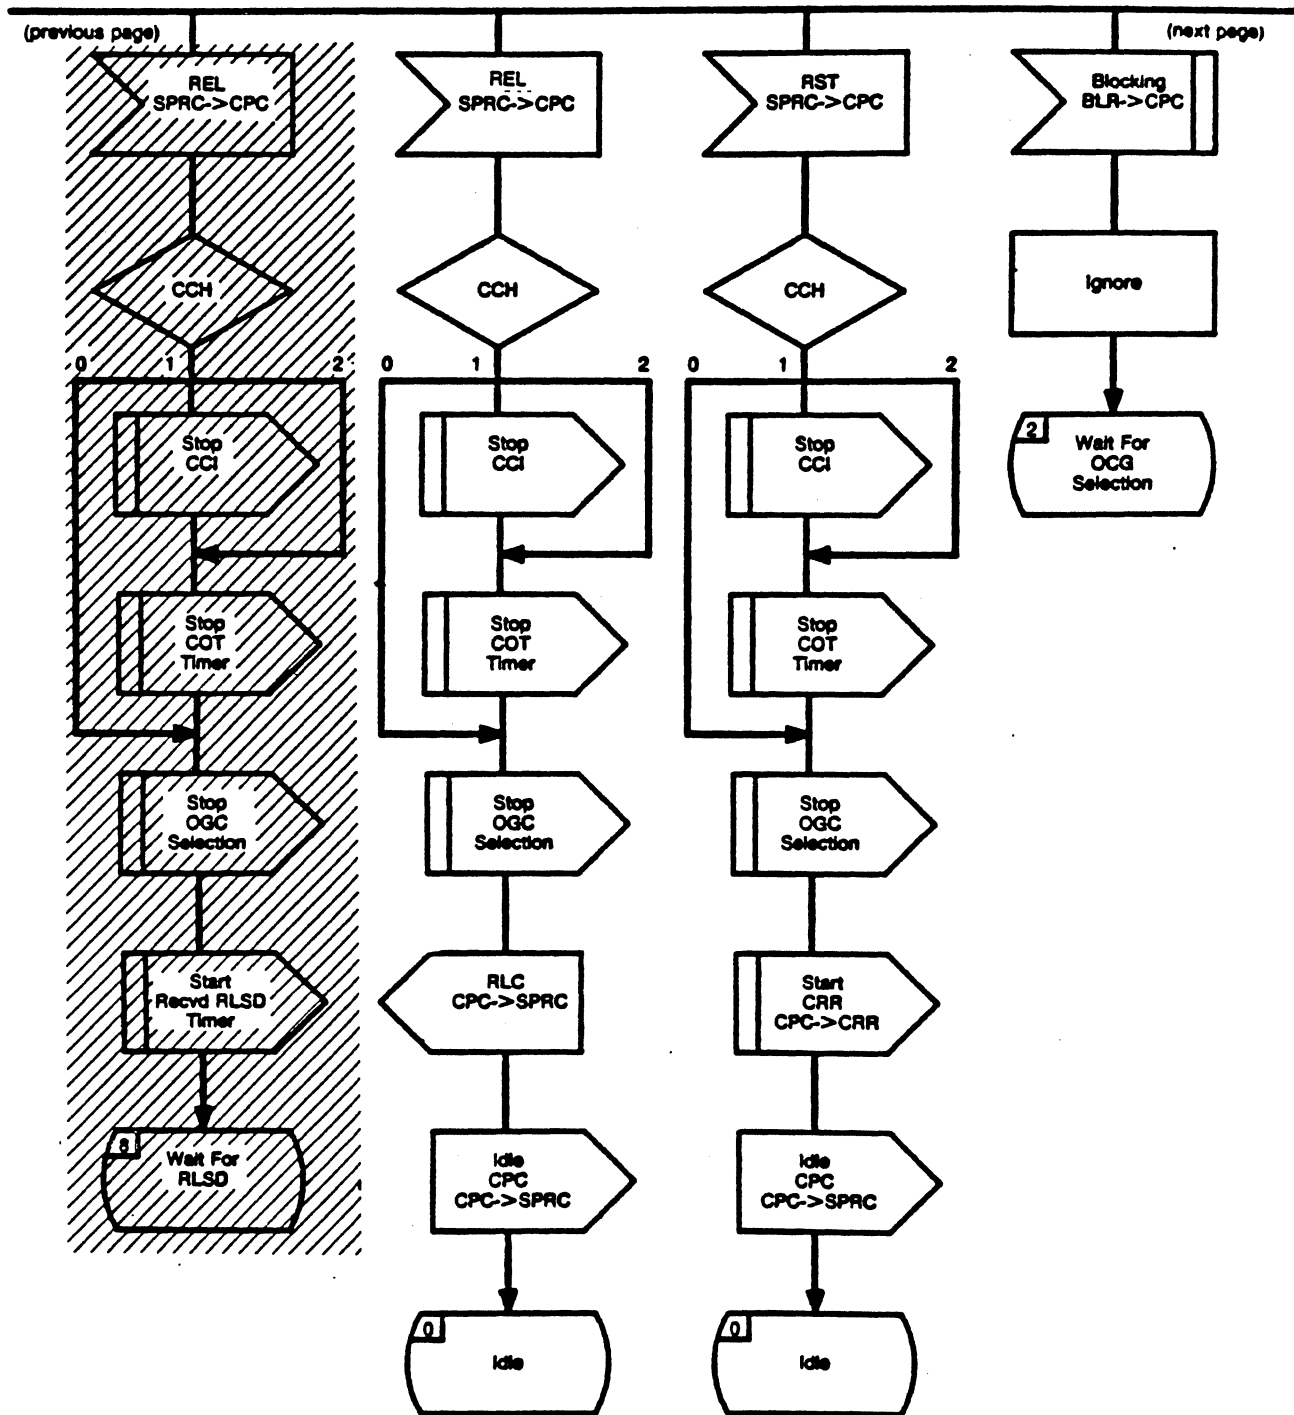 (previous page)
(next page)
REL
SPRC->CPC
CCH
0 1 2
Stop
CCI
Stop
COT
Timer
Stop
OGC
Selection
Start
Recvd RLSD
Timer
8
Wait For
RLSD
REL
SPRC->CPC
CCH
0 1 2
Stop
CCI
Stop
COT
Timer
Stop
OGC
Selection
RLC
CPC->SPRC
Idle
CPC
CPC->SPRC
0
Idle
RST
SPRC->CPC
CCH
0 1 2
Stop
CCI
Stop
COT
Timer
Stop
OGC
Selection
Start
CRR
CPC->CRR
Idle
CPC
CPC->SPRC
0
Idle
Blocking
BLR->CPC
Ignore
2
Wait For
OCG
Selection